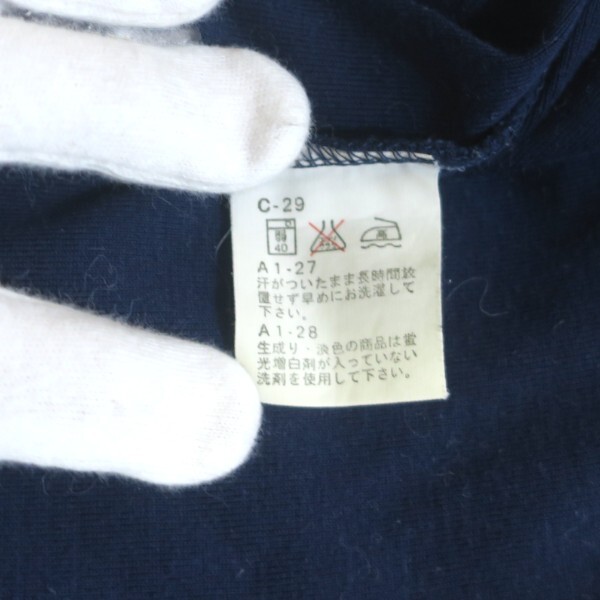 C-29
弱
40
高
A1-27
汗がついたまま長時間放
置せず早めにお洗濯して
下さい。
A1-28
生成り・淡色の商品は蛍
光増白剤が入っていない
洗剤を使用して下さい。